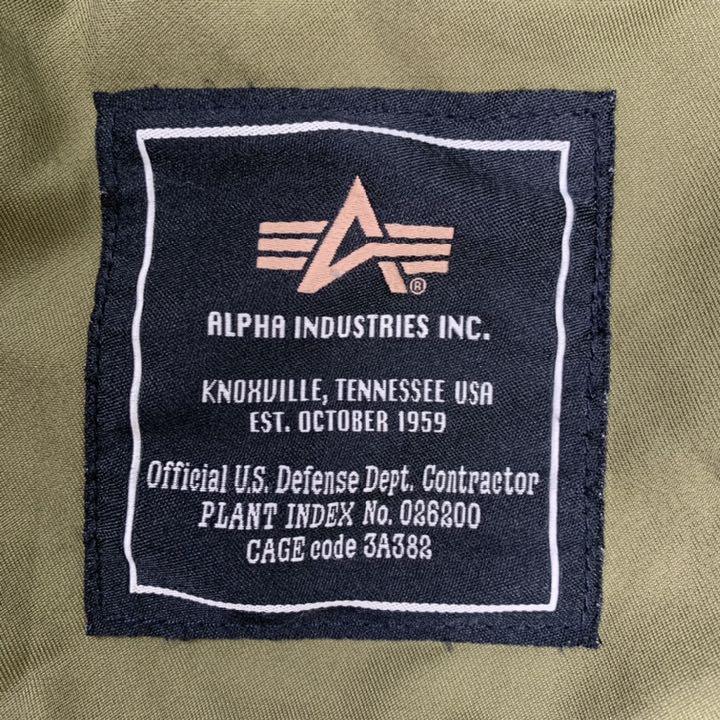 ®
ALPHA INDUSTRIES INC.
KNOXVILLE, TENNESSEE USA
EST. OCTOBER 1959
Official U.S. Defense Dept. Contractor
PLANT INDEX No. 026200
CAGE code 3A382